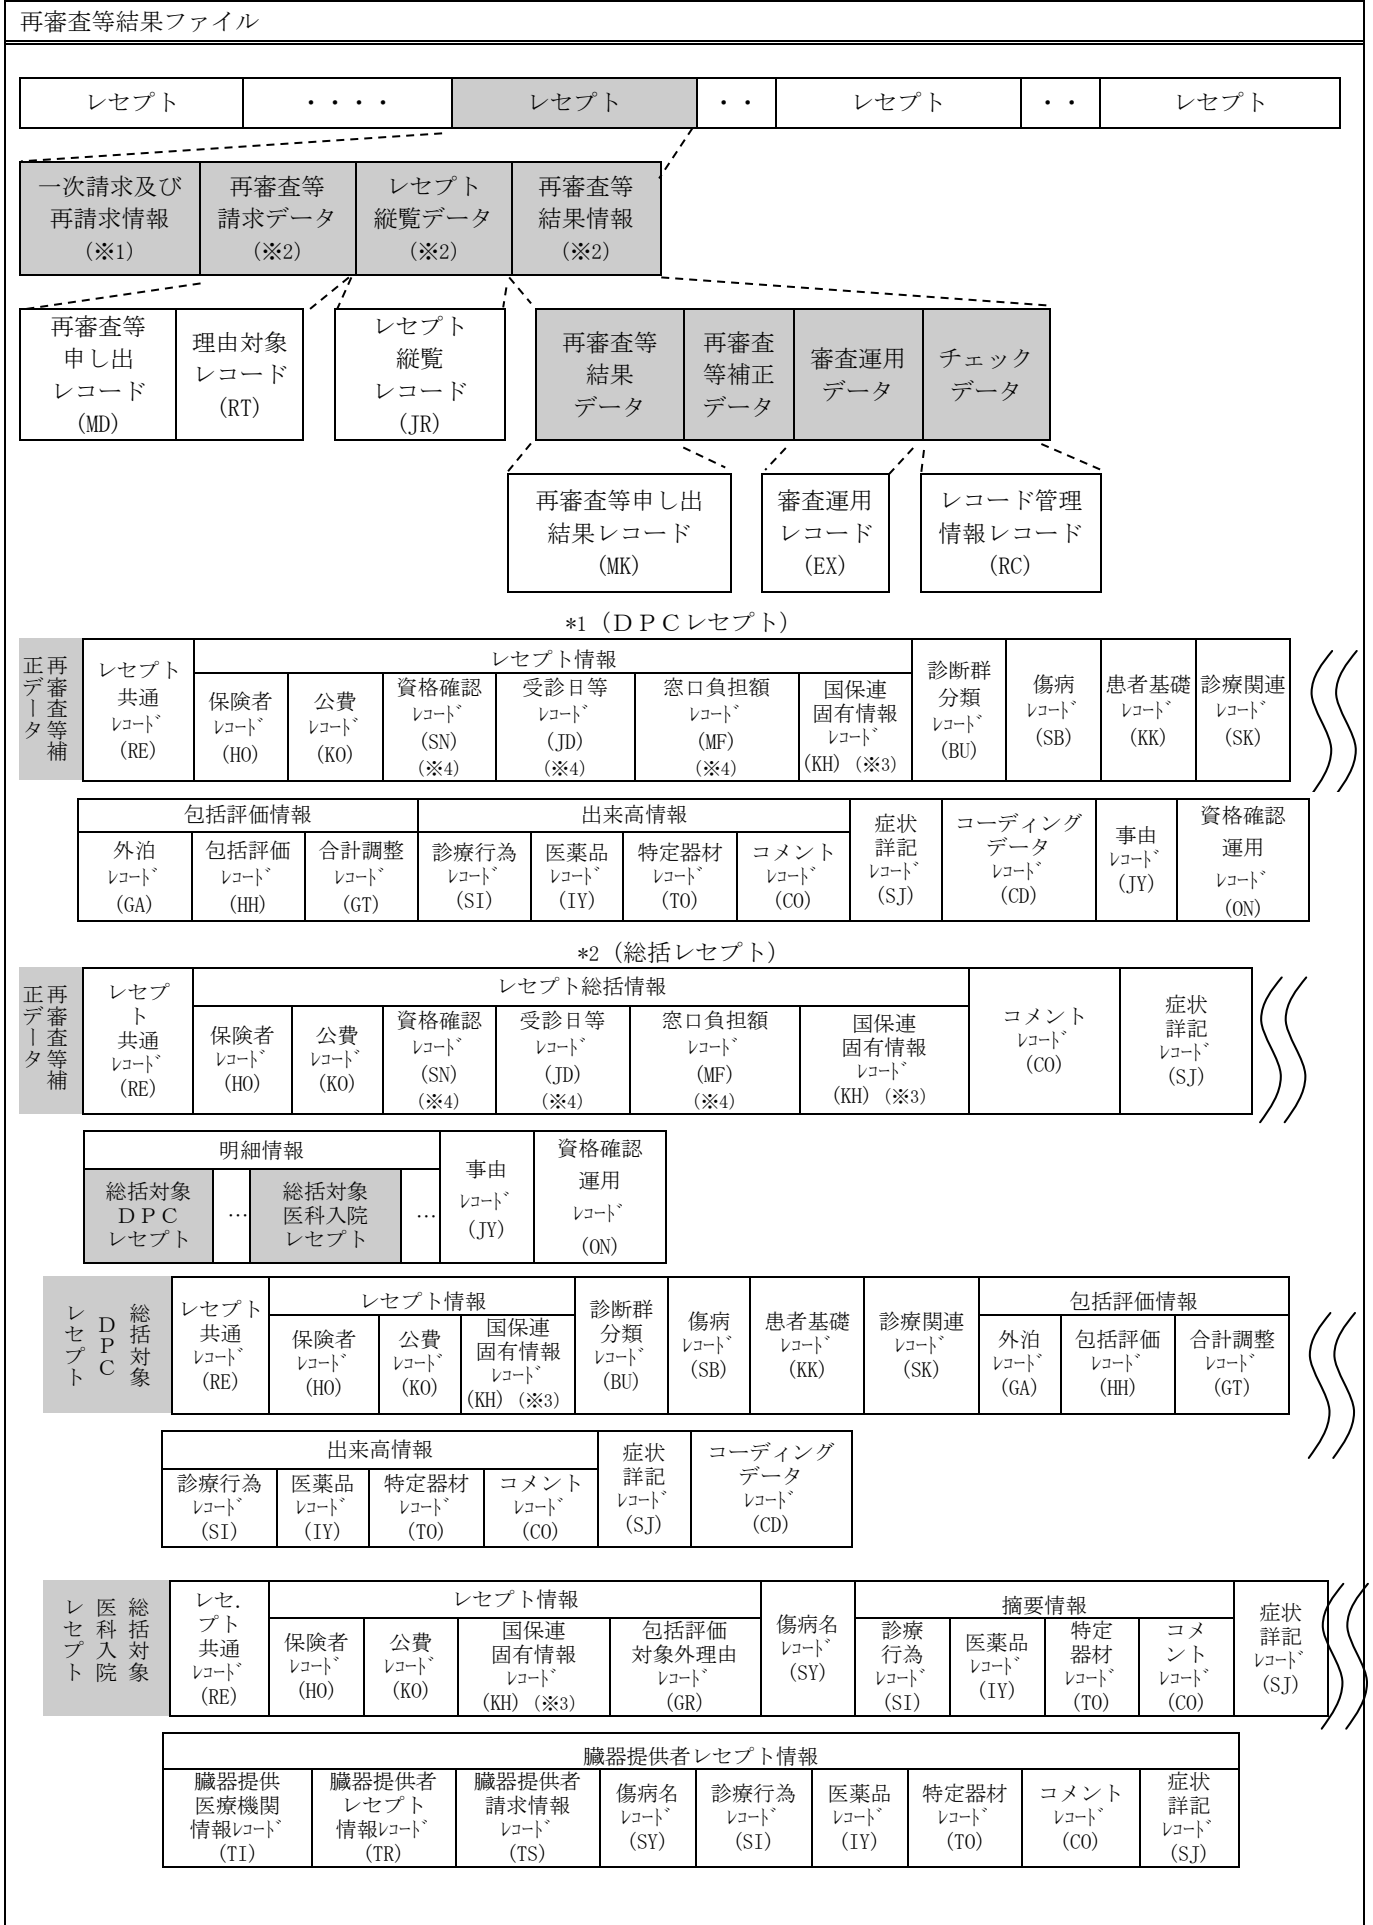 再審査等結果ファイル
レセプト
・・・・
レセプト
・・
レセプト
・・
レセプト
一次請求及び
再請求情報
(※1)
再審査等
請求データ
(※2)
レセプト
縦覧データ
(※2)
再審査等
結果情報
(※2)
再審査等
申し出
レコード
(MD)
理由対象
レコード
(RT)
レセプト
縦覧
レコード
(JR)
再審査等
結果
データ
再審査
等補正
データ
審査運用
データ
チェック
データ
再審査等申し出
結果レコード
(MK)
審査運用
レコード
(EX)
レコード管理
情報レコード
(RC)
*1（ＤＰＣレセプト）
再審査等補
正データ
レセプト
共通
ﾚｺｰﾄﾞ
(RE)
レセプト情報
保険者
ﾚｺｰﾄﾞ
(HO)
公費
ﾚｺｰﾄﾞ
(KO)
資格確認
ﾚｺｰﾄﾞ
(SN)
(※4)
受診日等
ﾚｺｰﾄﾞ
(JD)
(※4)
窓口負担額
ﾚｺｰﾄﾞ
(MF)
(※4)
国保連
固有情報
ﾚｺｰﾄﾞ
(KH) (※3)
診断群
分類
ﾚｺｰﾄﾞ
(BU)
傷病
ﾚｺｰﾄﾞ
(SB)
患者基礎
ﾚｺｰﾄﾞ
(KK)
診療関連
ﾚｺｰﾄﾞ
(SK)
包括評価情報
外泊
ﾚｺｰﾄﾞ
(GA)
包括評価
ﾚｺｰﾄﾞ
(HH)
合計調整
ﾚｺｰﾄﾞ
(GT)
出来高情報
診療行為
ﾚｺｰﾄﾞ
(SI)
医薬品
ﾚｺｰﾄﾞ
(IY)
特定器材
ﾚｺｰﾄﾞ
(TO)
コメント
ﾚｺｰﾄﾞ
(CO)
症状
詳記
ﾚｺｰﾄﾞ
(SJ)
コーディング
データ
ﾚｺｰﾄﾞ
(CD)
事由
ﾚｺｰﾄﾞ
(JY)
資格確認
運用
ﾚｺｰﾄﾞ
(ON)
*2（総括レセプト）
再審査等補
正データ
レセプ
ト
共通
ﾚｺｰﾄﾞ
(RE)
レセプト総括情報
保険者
ﾚｺｰﾄﾞ
(HO)
公費
ﾚｺｰﾄﾞ
(KO)
資格確認
ﾚｺｰﾄﾞ
(SN)
(※4)
受診日等
ﾚｺｰﾄﾞ
(JD)
(※4)
窓口負担額
ﾚｺｰﾄﾞ
(MF)
(※4)
国保連
固有情報
ﾚｺｰﾄﾞ
(KH) (※3)
コメント
ﾚｺｰﾄﾞ
(CO)
症状
詳記
ﾚｺｰﾄﾞ
(SJ)
明細情報
総括対象
ＤＰＣ
レセプト
…
総括対象
医科入院
レセプト
…
事由
ﾚｺｰﾄﾞ
(JY)
資格確認
運用
ﾚｺｰﾄﾞ
(ON)
総括対象
ＤＰＣ
レセプト
レセプト
共通
ﾚｺｰﾄﾞ
(RE)
レセプト情報
保険者
ﾚｺｰﾄﾞ
(HO)
公費
ﾚｺｰﾄﾞ
(KO)
国保連
固有情報
ﾚｺｰﾄﾞ
(KH) (※3)
診断群
分類
ﾚｺｰﾄﾞ
(BU)
傷病
ﾚｺｰﾄﾞ
(SB)
患者基礎
ﾚｺｰﾄﾞ
(KK)
診療関連
ﾚｺｰﾄﾞ
(SK)
包括評価情報
外泊
ﾚｺｰﾄﾞ
(GA)
包括評価
ﾚｺｰﾄﾞ
(HH)
合計調整
ﾚｺｰﾄﾞ
(GT)
出来高情報
診療行為
ﾚｺｰﾄﾞ
(SI)
医薬品
ﾚｺｰﾄﾞ
(IY)
特定器材
ﾚｺｰﾄﾞ
(TO)
コメント
ﾚｺｰﾄﾞ
(CO)
症状
詳記
ﾚｺｰﾄﾞ
(SJ)
コーディング
データ
ﾚｺｰﾄﾞ
(CD)
総括対象
医科入院
レセプト
レセ.
プト
共通
ﾚｺｰﾄﾞ
(RE)
レセプト情報
保険者
ﾚｺｰﾄﾞ
(HO)
公費
ﾚｺｰﾄﾞ
(KO)
国保連
固有情報
ﾚｺｰﾄﾞ
(KH) (※3)
包括評価
対象外理由
ﾚｺｰﾄﾞ
(GR)
傷病名
ﾚｺｰﾄﾞ
(SY)
摘要情報
診療
行為
ﾚｺｰﾄﾞ
(SI)
医薬品
ﾚｺｰﾄﾞ
(IY)
特定
器材
ﾚｺｰﾄﾞ
(TO)
コメ
ント
ﾚｺｰﾄﾞ
(CO)
症状
詳記
ﾚｺｰﾄﾞ
(SJ)
臓器提供者レセプト情報
臓器提供
医療機関
情報ﾚｺｰﾄﾞ
(TI)
臓器提供者
レセプト
情報ﾚｺｰﾄﾞ
(TR)
臓器提供者
請求情報
ﾚｺｰﾄﾞ
(TS)
傷病名
ﾚｺｰﾄﾞ
(SY)
診療行為
ﾚｺｰﾄﾞ
(SI)
医薬品
ﾚｺｰﾄﾞ
(IY)
特定器材
ﾚｺｰﾄﾞ
(TO)
コメント
ﾚｺｰﾄﾞ
(CO)
症状
詳記
ﾚｺｰﾄﾞ
(SJ)